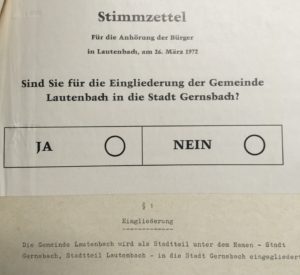 Stimmzettel
Für die Anhörung der Bürger
in Lautenbach, am 26. März 1972
Sind Sie für die Eingliederung der Gemeinde
Lautenbach in die Stadt Gernsbach?
JA
NEIN
§ 1
Eingliederung
Die Gemeinde Lautenbach wird als Stadtteil unter dem Namen - Stadt
Gernsbach, Stadtteil Lautenbach - in die Stadt Gernsbach eingegliedert